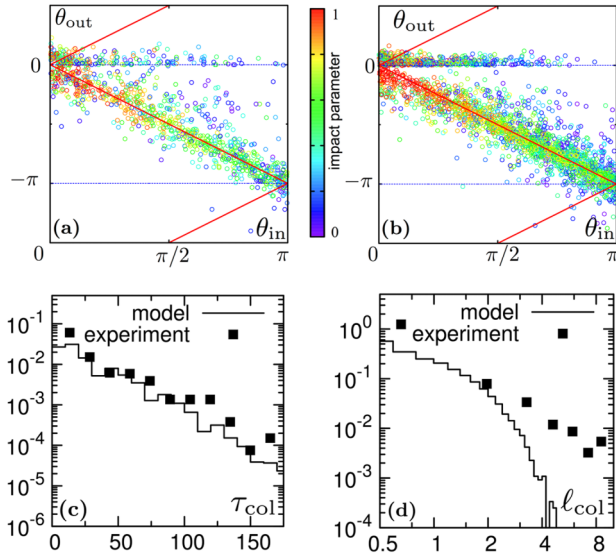 θout
0
−π
(a)
θin
0
π/2
π
1
impact parameter
0
θout
0
−π
(b)
θin
0
π/2
π
model
experiment
10-1
10-2
10-3
10-4
10-5
10-6
(c)
τcol
0
50
100
150
model
experiment
100
10-1
10-2
10-3
10-4
(d)
ℓcol
0.5
1
2
4
8